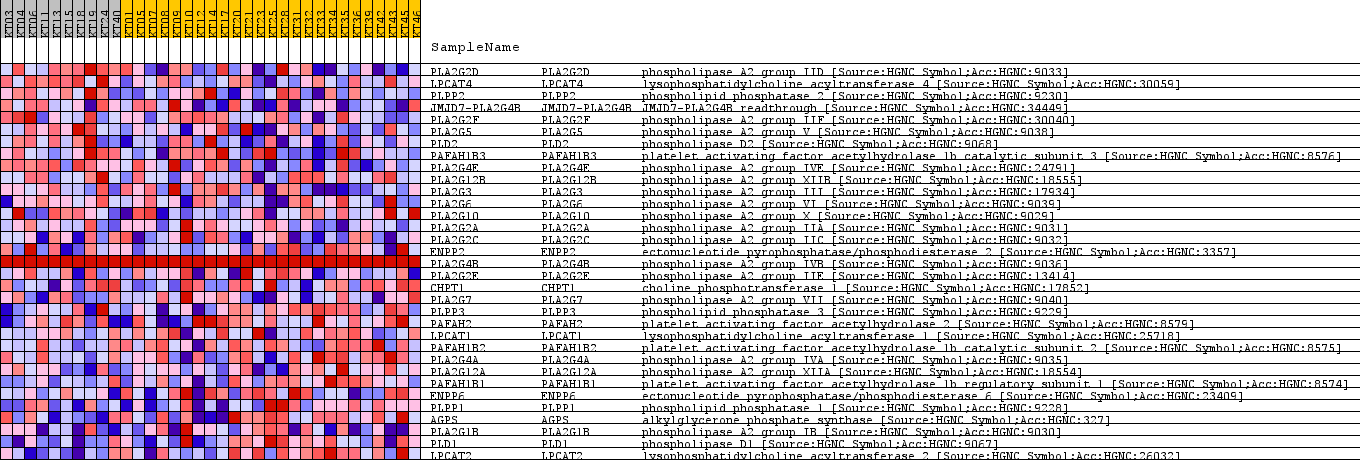 KT03 KT04 KT06 KT11 KT13 KT15 KT18 KT19 KT24 KT40 KT01 KT05 KT07 KT08 KT09 KT10 KT12 KT14 KT17 KT20 KT21 KT23 KT25 KT28 KT31 KT32 KT33 KT34 KT35 KT36 KT39 KT42 KT43 KT45 KT46
SampleName
PLA2G2D PLA2G2D phospholipase A2 group IID [Source:HGNC Symbol;Acc:HGNC:9033]
LPCAT4 LPCAT4 lysophosphatidylcholine acyltransferase 4 [Source:HGNC Symbol;Acc:HGNC:30059]
PLPP2 PLPP2 phospholipid phosphatase 2 [Source:HGNC Symbol;Acc:HGNC:9230]
JMJD7-PLA2G4B JMJD7-PLA2G4B JMJD7-PLA2G4B readthrough [Source:HGNC Symbol;Acc:HGNC:34449]
PLA2G2F PLA2G2F phospholipase A2 group IIF [Source:HGNC Symbol;Acc:HGNC:30040]
PLA2G5 PLA2G5 phospholipase A2 group V [Source:HGNC Symbol;Acc:HGNC:9038]
PLD2 PLD2 phospholipase D2 [Source:HGNC Symbol;Acc:HGNC:9068]
PAFAH1B3 PAFAH1B3 platelet activating factor acetylhydrolase 1b catalytic subunit 3 [Source:HGNC Symbol;Acc:HGNC:8576]
PLA2G4E PLA2G4E phospholipase A2 group IVE [Source:HGNC Symbol;Acc:HGNC:24791]
PLA2G12B PLA2G12B phospholipase A2 group XIIB [Source:HGNC Symbol;Acc:HGNC:18555]
PLA2G3 PLA2G3 phospholipase A2 group III [Source:HGNC Symbol;Acc:HGNC:17934]
PLA2G6 PLA2G6 phospholipase A2 group VI [Source:HGNC Symbol;Acc:HGNC:9039]
PLA2G10 PLA2G10 phospholipase A2 group X [Source:HGNC Symbol;Acc:HGNC:9029]
PLA2G2A PLA2G2A phospholipase A2 group IIA [Source:HGNC Symbol;Acc:HGNC:9031]
PLA2G2C PLA2G2C phospholipase A2 group IIC [Source:HGNC Symbol;Acc:HGNC:9032]
ENPP2 ENPP2 ectonucleotide pyrophosphatase/phosphodiesterase 2 [Source:HGNC Symbol;Acc:HGNC:3357]
PLA2G4B PLA2G4B phospholipase A2 group IVB [Source:HGNC Symbol;Acc:HGNC:9036]
PLA2G2E PLA2G2E phospholipase A2 group IIE [Source:HGNC Symbol;Acc:HGNC:13414]
CHPT1 CHPT1 choline phosphotransferase 1 [Source:HGNC Symbol;Acc:HGNC:17852]
PLA2G7 PLA2G7 phospholipase A2 group VII [Source:HGNC Symbol;Acc:HGNC:9040]
PLPP3 PLPP3 phospholipid phosphatase 3 [Source:HGNC Symbol;Acc:HGNC:9229]
PAFAH2 PAFAH2 platelet activating factor acetylhydrolase 2 [Source:HGNC Symbol;Acc:HGNC:8579]
LPCAT1 LPCAT1 lysophosphatidylcholine acyltransferase 1 [Source:HGNC Symbol;Acc:HGNC:25718]
PAFAH1B2 PAFAH1B2 platelet activating factor acetylhydrolase 1b catalytic subunit 2 [Source:HGNC Symbol;Acc:HGNC:8575]
PLA2G4A PLA2G4A phospholipase A2 group IVA [Source:HGNC Symbol;Acc:HGNC:9035]
PLA2G12A PLA2G12A phospholipase A2 group XIIA [Source:HGNC Symbol;Acc:HGNC:18554]
PAFAH1B1 PAFAH1B1 platelet activating factor acetylhydrolase 1b regulatory subunit 1 [Source:HGNC Symbol;Acc:HGNC:8574]
ENPP6 ENPP6 ectonucleotide pyrophosphatase/phosphodiesterase 6 [Source:HGNC Symbol;Acc:HGNC:23409]
PLPP1 PLPP1 phospholipid phosphatase 1 [Source:HGNC Symbol;Acc:HGNC:9228]
AGPS AGPS alkylglycerone phosphate synthase [Source:HGNC Symbol;Acc:HGNC:327]
PLA2G1B PLA2G1B phospholipase A2 group IB [Source:HGNC Symbol;Acc:HGNC:9030]
PLD1 PLD1 phospholipase D1 [Source:HGNC Symbol;Acc:HGNC:9067]
LPCAT2 LPCAT2 lysophosphatidylcholine acyltransferase 2 [Source:HGNC Symbol;Acc:HGNC:26032]